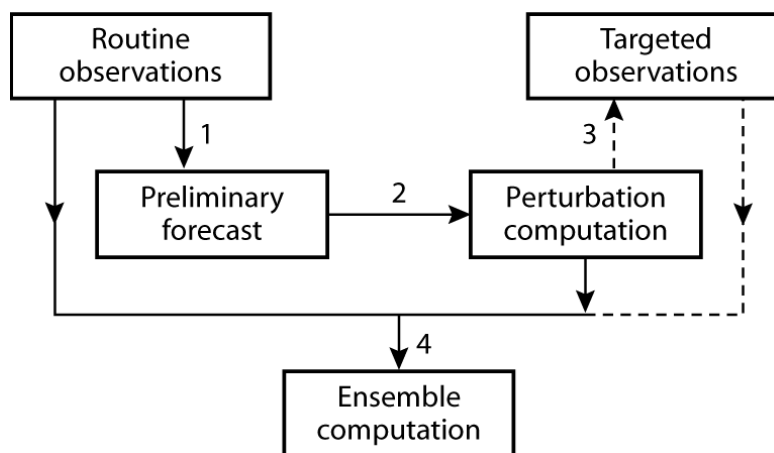 Routine
observations
Targeted
observations
1
3
Preliminary
forecast
2
Perturbation
computation
4
Ensemble
computation